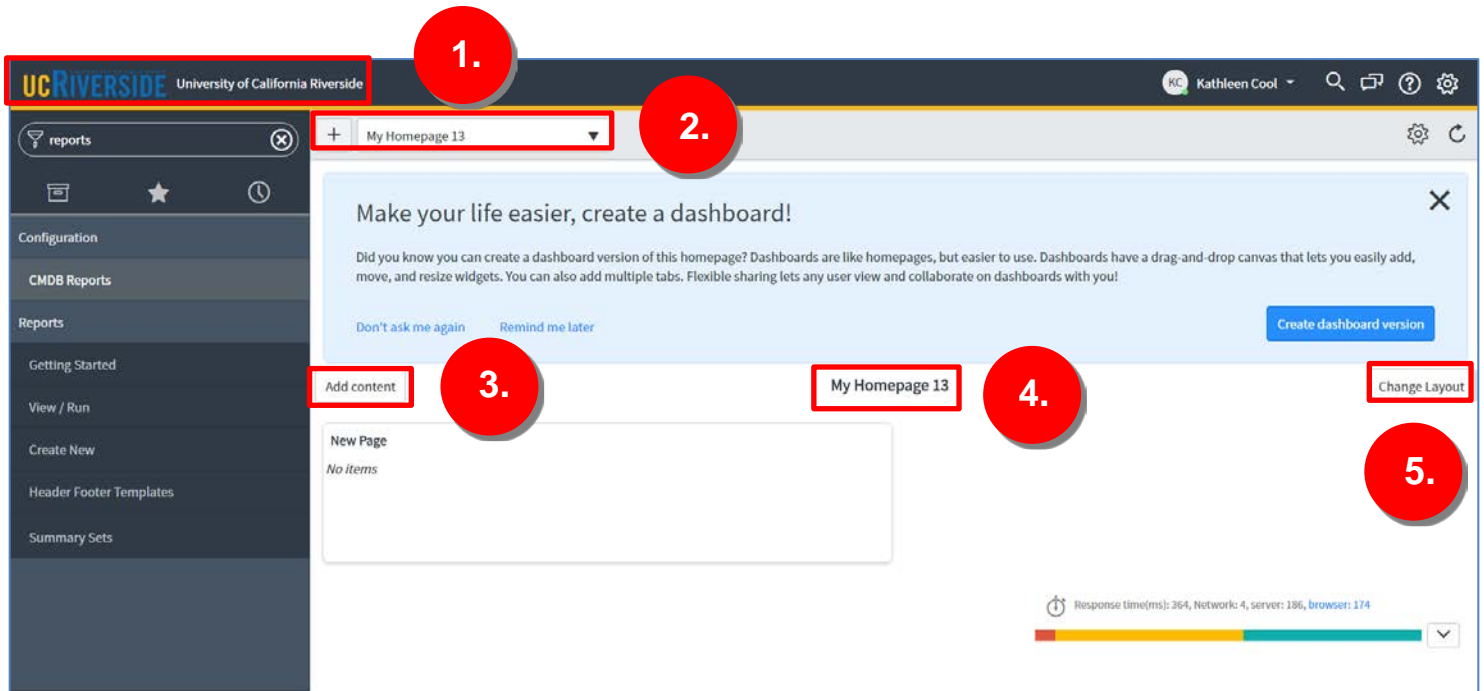 1.
UCRIVERSIDE University of California Riverside
KC Kathleen Cool
reports
+ My Homepage 13
2.
Configuration
CMDB Reports
Reports
Getting Started
View / Run
Create New
Header Footer Templates
Summary Sets
Make your life easier, create a dashboard!
Did you know you can create a dashboard version of this homepage? Dashboards are like homepages, but easier to use. Dashboards have a drag-and-drop canvas that lets you easily add,
move, and resize widgets. You can also add multiple tabs. Flexible sharing lets any user view and collaborate on dashboards with you!
Don't ask me again Remind me later
Create dashboard version
Add content
3.
My Homepage 13
4.
Change Layout
5.
New Page
No items
Response time(ms): 364, Network: 4, server: 186, browser: 174